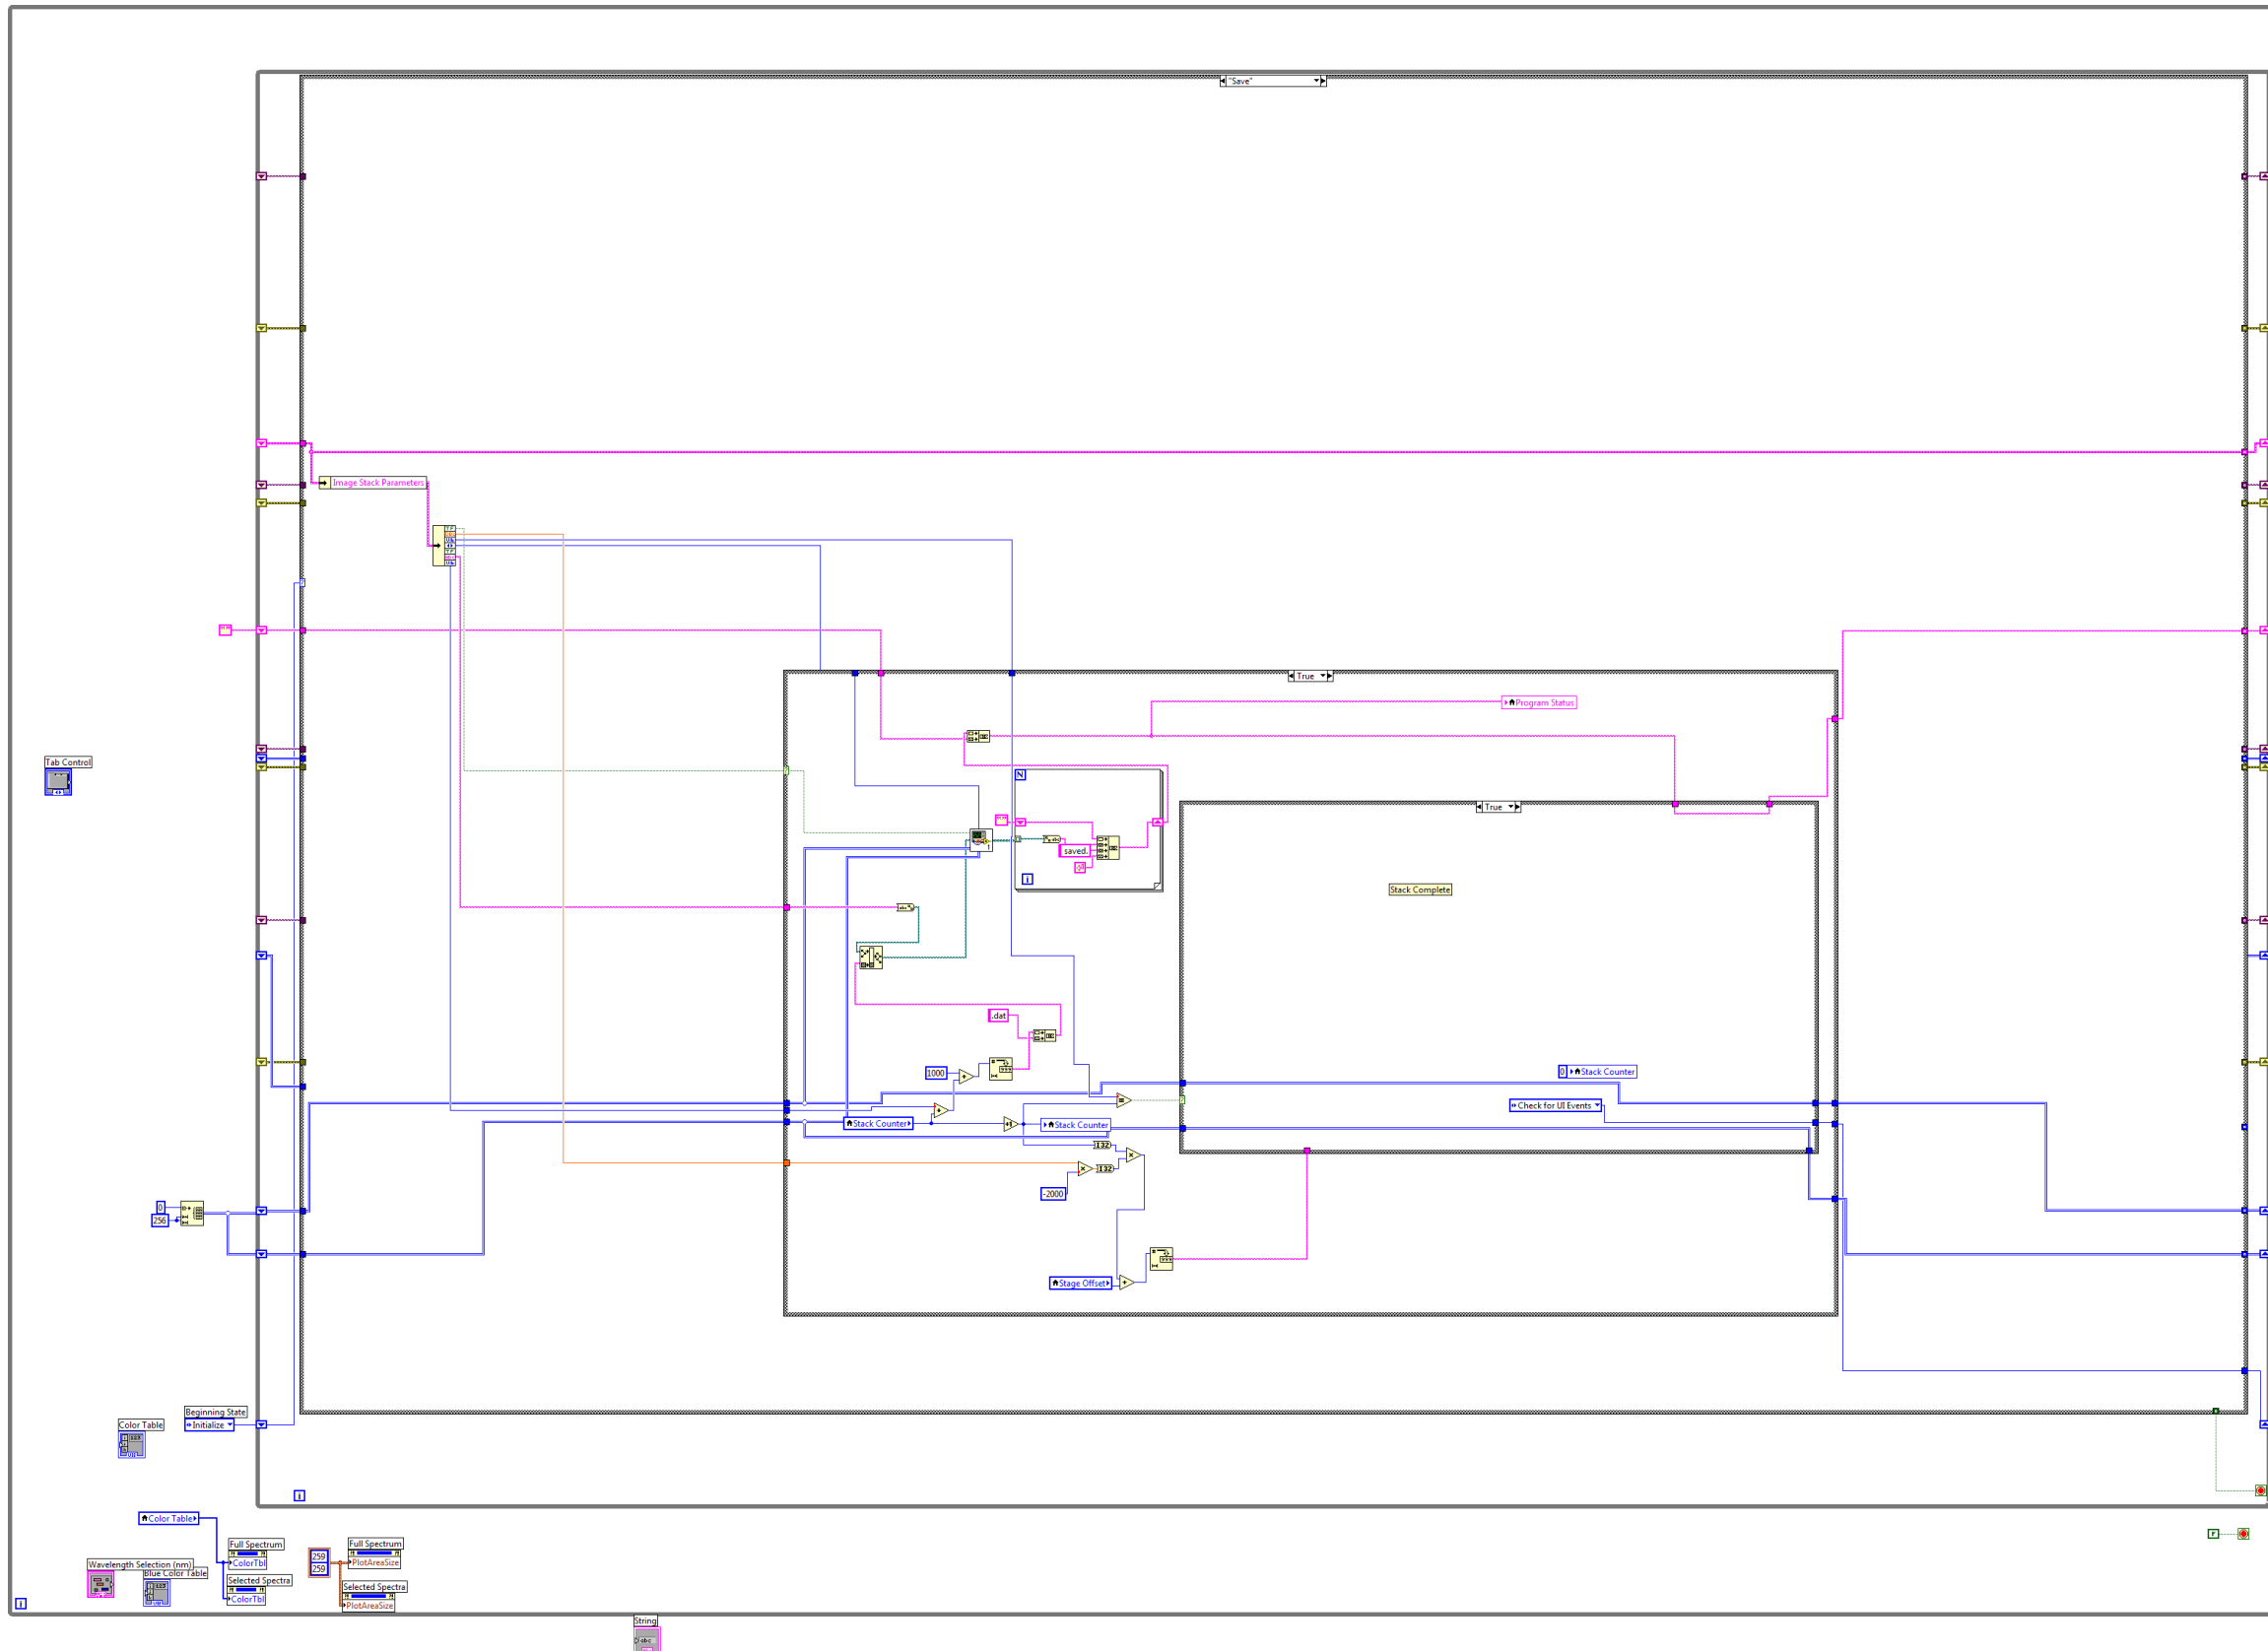 "Save"
Image Stack Parameters
True
Program Status
Tab Control
N
True
saved.
i
Stack Complete
.dat
1000
0
Stack Counter
Check for UI Events
Stack Counter
Stack Counter
I32
I32
-2000
0
256
Stage Offset
Beginning State
Initialize
Color Table
i
Color Table
F
Full Spectrum
ColorTbl
259
259
Full Spectrum
PlotAreaSize
Wavelength Selection (nm)
Blue Color Table
Selected Spectra
ColorTbl
Selected Spectra
PlotAreaSize
i
String
abc